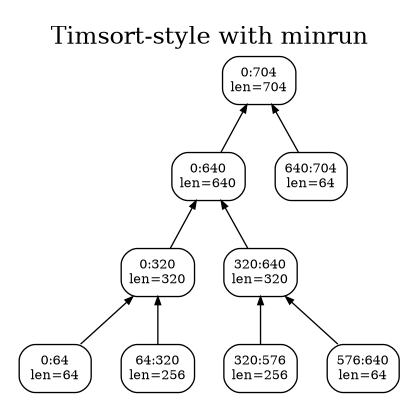 Timsort-style with minrun
0:704
len=704
0:640
len=640
640:704
len=64
0:320
len=320
320:640
len=320
0:64
len=64
64:320
len=256
320:576
len=256
576:640
len=64